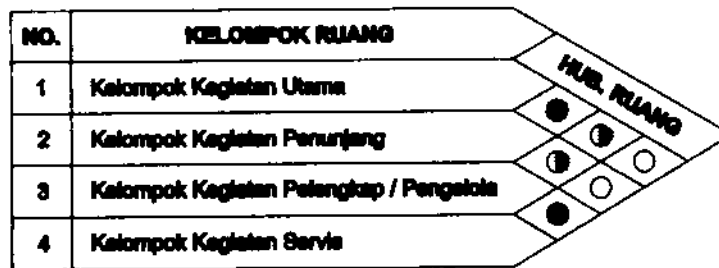 NO. KELOMPOK RUANG
HUB. RUANG
1 Kelompok Kegiatan Utama
2 Kelompok Kegiatan Penunjang
3 Kelompok Kegiatan Pelengkap / Pengelola
4 Kelompok Kegiatan Servis